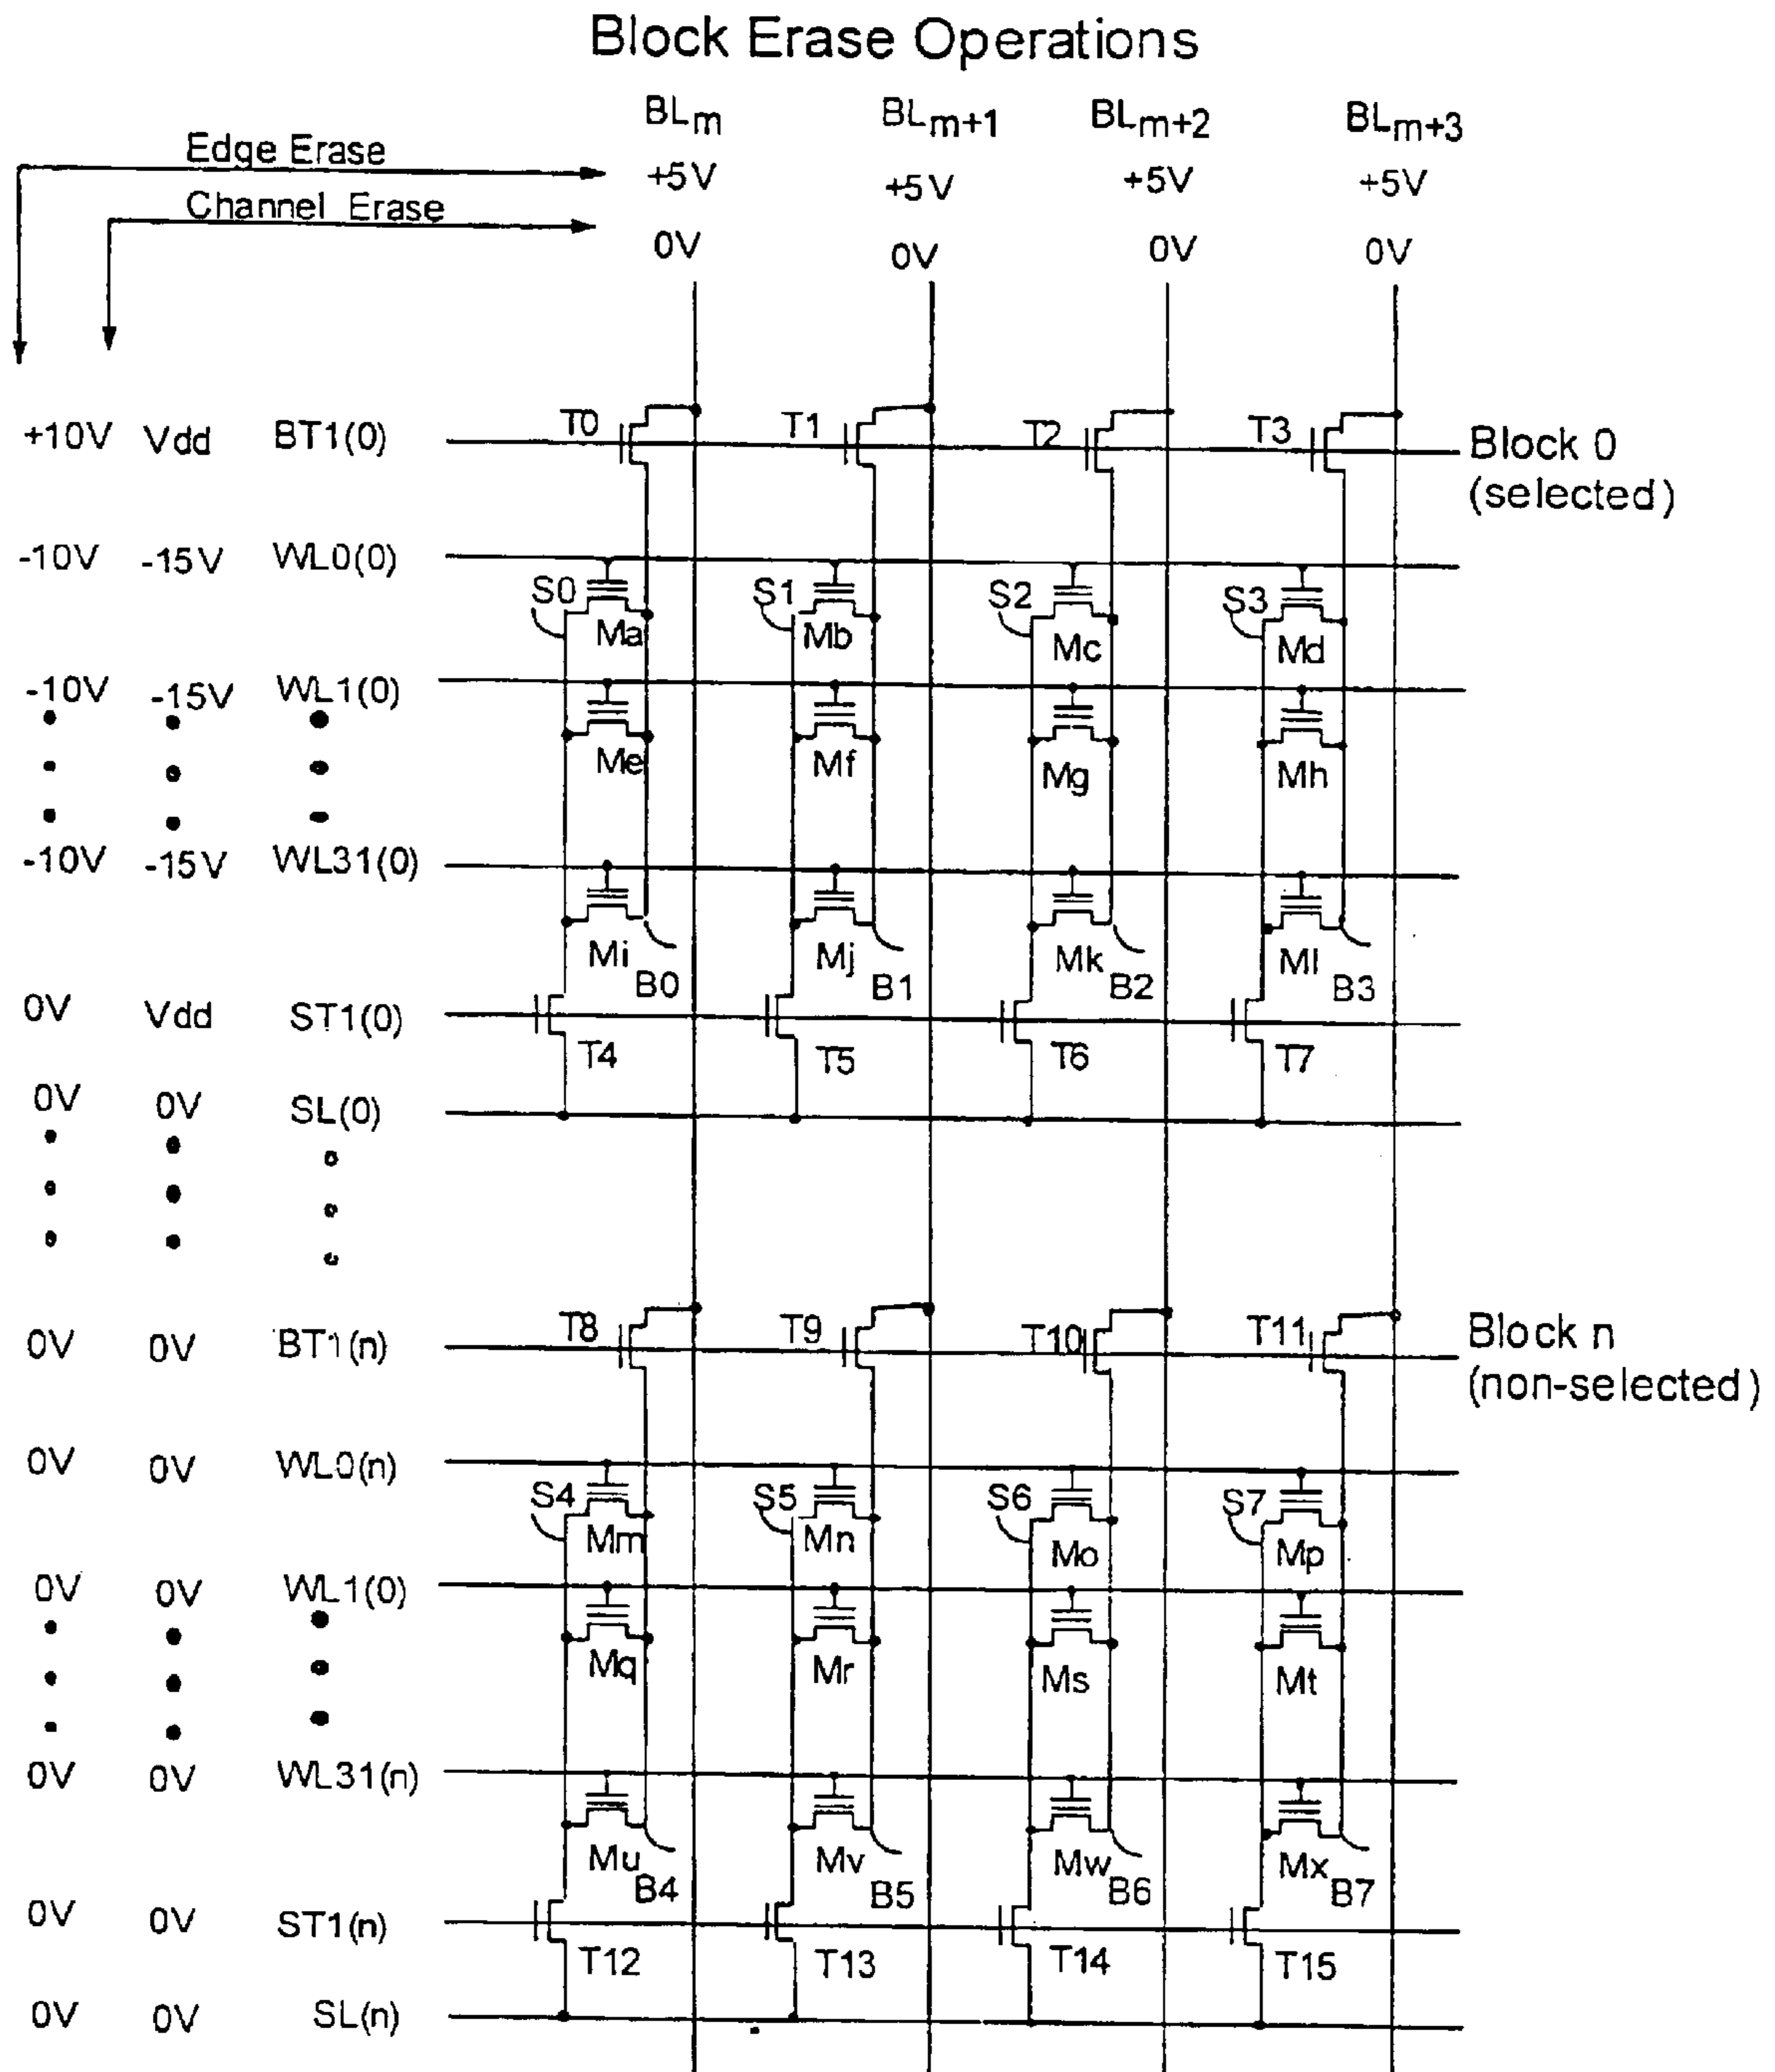 Block Erase Operations
BLm BLm+1 BLm+2 BLm+3
Edge Erase +5V +5V +5V +5V
Channel Erase
0V 0V 0V 0V
+10V Vdd BT1(0) T0 T1 T2 T3 Block 0
(selected)
-10V -15V WL0(0)
S0 S1 S2 S3
Ma Mb Mc Md
-10V -15V WL1(0)
Me Mf Mg Mh
-10V -15V WL31(0)
Mi Mj Mk Ml
B0 B1 B2 B3
0V Vdd ST1(0)
T4 T5 T6 T7
0V 0V SL(0)
0V 0V BT1(n) T8 T9 T10 T11 Block n
(non-selected)
0V 0V WL0(n)
S4 S5 S6 S7
Mm Mn Mo Mp
0V 0V WL1(0)
Mq Mr Ms Mt
0V 0V WL31(n)
Mu Mv Mw Mx
B4 B5 B6 B7
0V 0V ST1(n)
T12 T13 T14 T15
0V 0V SL(n)